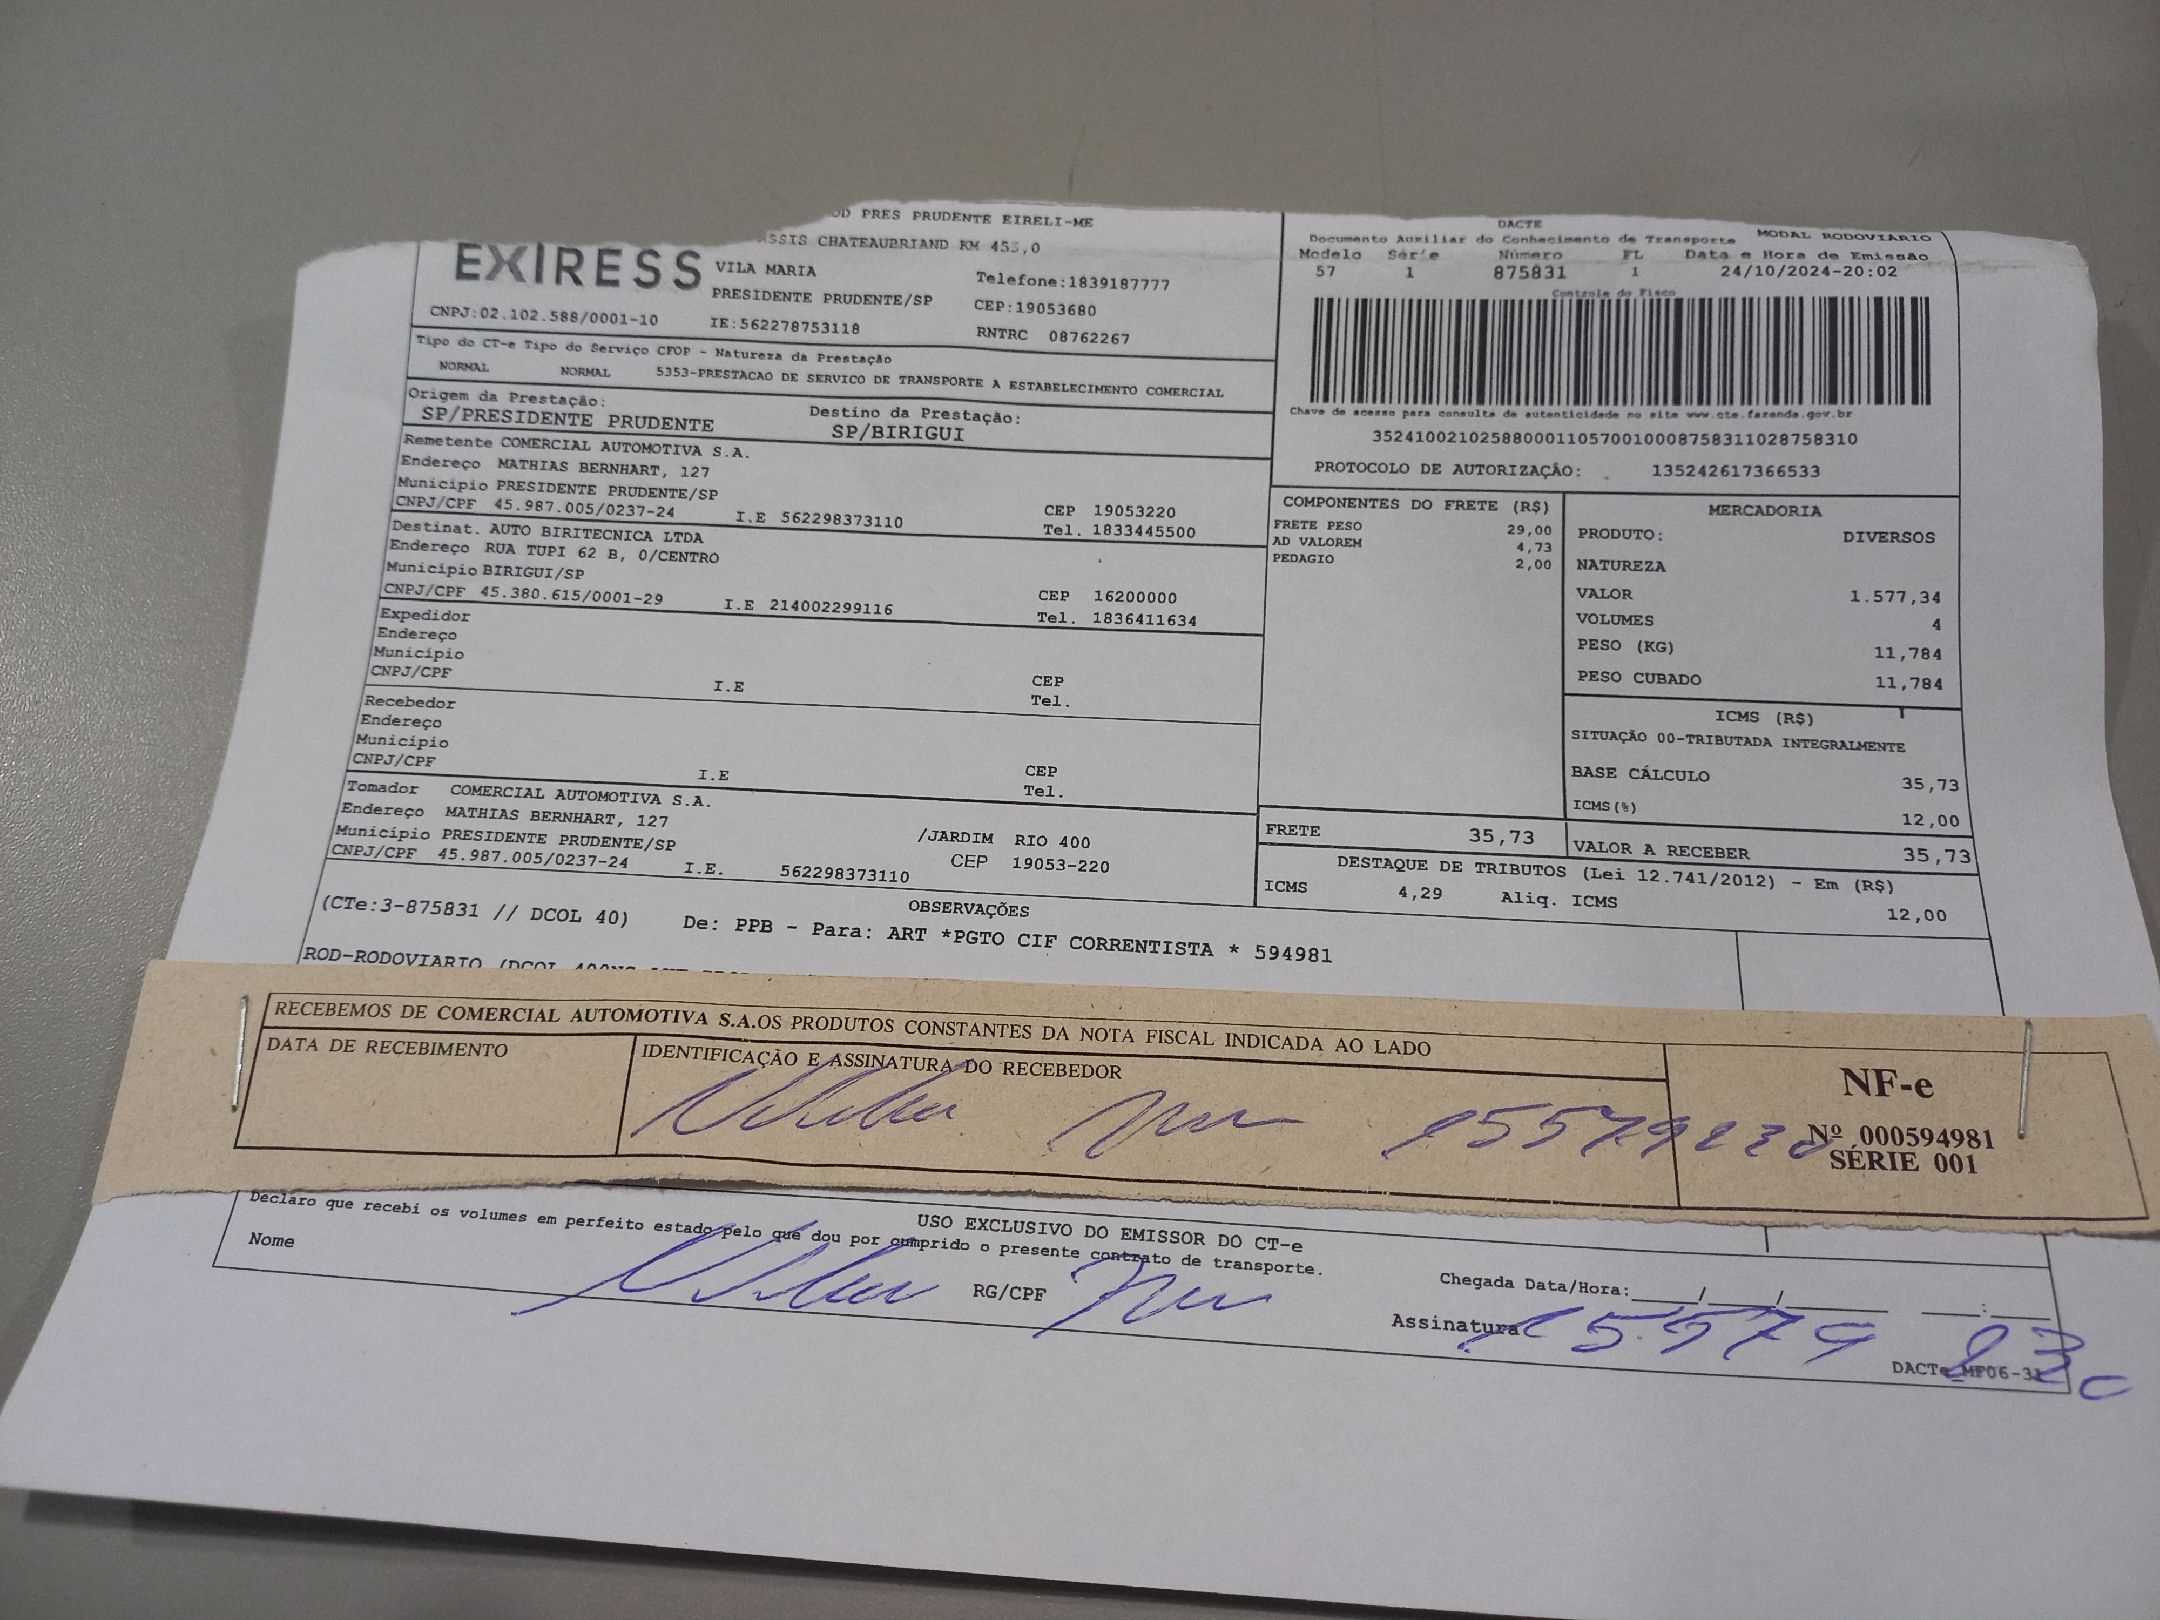 OD PRES PRUDENTE EIRELI-ME
SSIS CHATEAUBRIAND KM 455,0
EXIRESS
VILA MARIA
Telefone:1839187777
PRESIDENTE PRUDENTE/SP
CEP:19053680
CNPJ:02.102.588/0001-10 IE:562278753118
RNTRC 08762267
Tipo do CT-e Tipo do Serviço CFOP - Natureza da Prestação
NORMAL NORMAL 5353-PRESTACAO DE SERVICO DE TRANSPORTE A ESTABELECIMENTO COMERCIAL
Origem da Prestação: Destino da Prestação:
SP/PRESIDENTE PRUDENTE SP/BIRIGUI
Remetente COMERCIAL AUTOMOTIVA S.A.
Endereço MATHIAS BERNHART, 127
Município PRESIDENTE PRUDENTE/SP CEP 19053220
CNPJ/CPF 45.987.005/0237-24 I.E 562298373110 Tel. 1833445500
Destinat. AUTO BIRITECNICA LTDA
Endereço RUA TUPI 62 B, 0/CENTRO
Município BIRIGUI/SP CEP 16200000
CNPJ/CPF 45.380.615/0001-29 I.E 214002299116 Tel. 1836411634
Expedidor
Endereço
Município CEP
CNPJ/CPF I.E Tel.
Recebedor
Endereço
Município CEP
CNPJ/CPF I.E Tel.
Tomador COMERCIAL AUTOMOTIVA S.A.
Endereço MATHIAS BERNHART, 127 /JARDIM RIO 400
Município PRESIDENTE PRUDENTE/SP CEP 19053-220
CNPJ/CPF 45.987.005/0237-24 I.E. 562298373110
DACTE
Documento Auxiliar do Conhecimento de Transporte MODAL RODOVIÁRIO
Modelo Série Número FL Data e Hora de Emissão
57 1 875831 1 24/10/2024-20:02
Controle do Fisco
Chave de acesso para consulta de autenticidade no site www.cte.fazenda.gov.br
35241002102588000110570010008758311028758310
PROTOCOLO DE AUTORIZAÇÃO: 135242617366533
COMPONENTES DO FRETE (R$)
FRETE PESO 29,00
AD VALOREM 4,73
PEDAGIO 2,00
MERCADORIA
PRODUTO: DIVERSOS
NATUREZA
VALOR 1.577,34
VOLUMES 4
PESO (KG) 11,784
PESO CUBADO 11,784
ICMS (R$)
SITUAÇÃO 00-TRIBUTADA INTEGRALMENTE
BASE CÁLCULO 35,73
ICMS(%) 12,00
FRETE 35,73 VALOR A RECEBER 35,73
DESTAQUE DE TRIBUTOS (Lei 12.741/2012) - Em (R$)
ICMS 4,29 Aliq. ICMS 12,00
OBSERVAÇÕES
(CTe:3-875831 // DCOL 40) De: PPB - Para: ART *PGTO CIF CORRENTISTA * 594981
ROD-RODOVIARIO (DCOL
RECEBEMOS DE COMERCIAL AUTOMOTIVA S.A.OS PRODUTOS CONSTANTES DA NOTA FISCAL INDICADA AO LADO
DATA DE RECEBIMENTO
IDENTIFICAÇÃO E ASSINATURA DO RECEBEDOR
NF-e
Nº 000594981
SÉRIE 001
USO EXCLUSIVO DO EMISSOR DO CT-e
Declaro que recebi os volumes em perfeito estado pelo que dou por cumprido o presente contrato de transporte.
Nome RG/CPF
Chegada Data/Hora:____/____/____ __:__
Assinatura